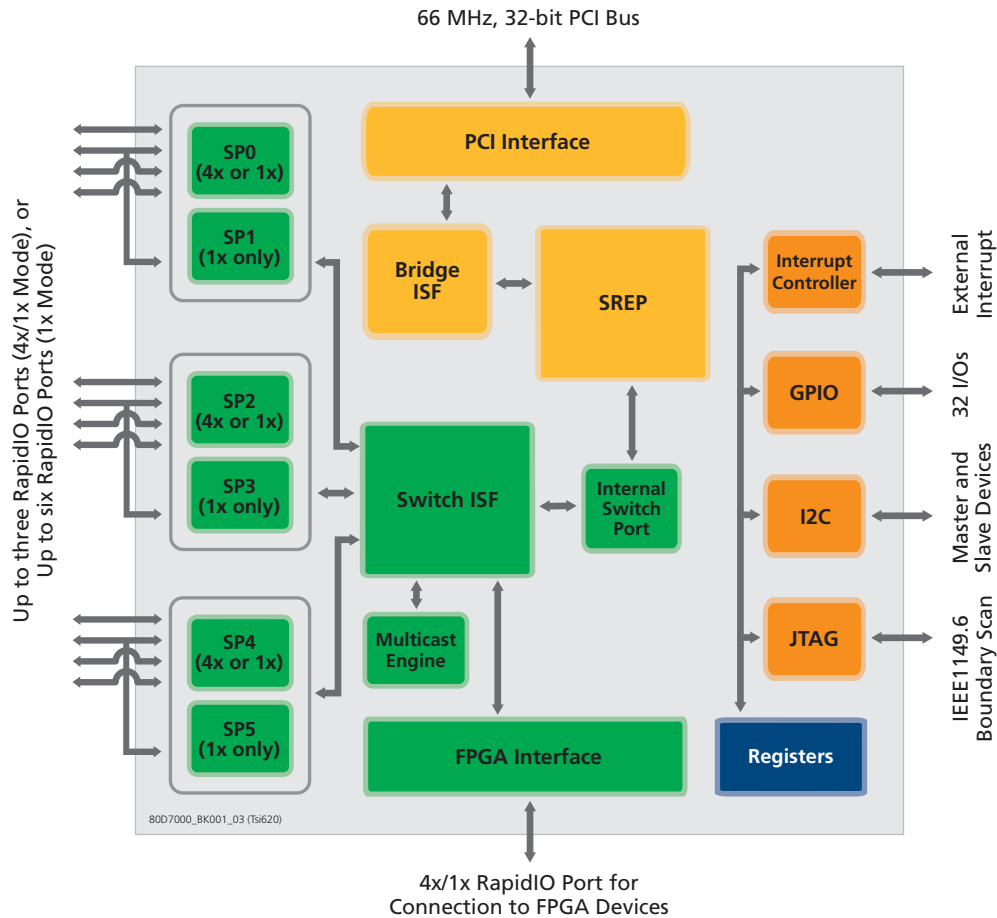 66 MHz, 32-bit PCI Bus
PCI Interface
SP0
(4x or 1x)
SP1
(1x only)
Bridge
ISF
SREP
Interrupt
Controller
External
Interrupt
Up to three RapidIO Ports (4x/1x Mode), or
Up to six RapidIO Ports (1x Mode)
SP2
(4x or 1x)
SP3
(1x only)
GPIO
32 I/Os
Switch ISF
Internal
Switch
Port
I2C
Master and
Slave Devices
SP4
(4x or 1x)
SP5
(1x only)
Multicast
Engine
JTAG
IEEE1149.6
Boundary Scan
FPGA Interface
Registers
80D7000_BK001_03 (Tsi620)
4x/1x RapidIO Port for
Connection to FPGA Devices